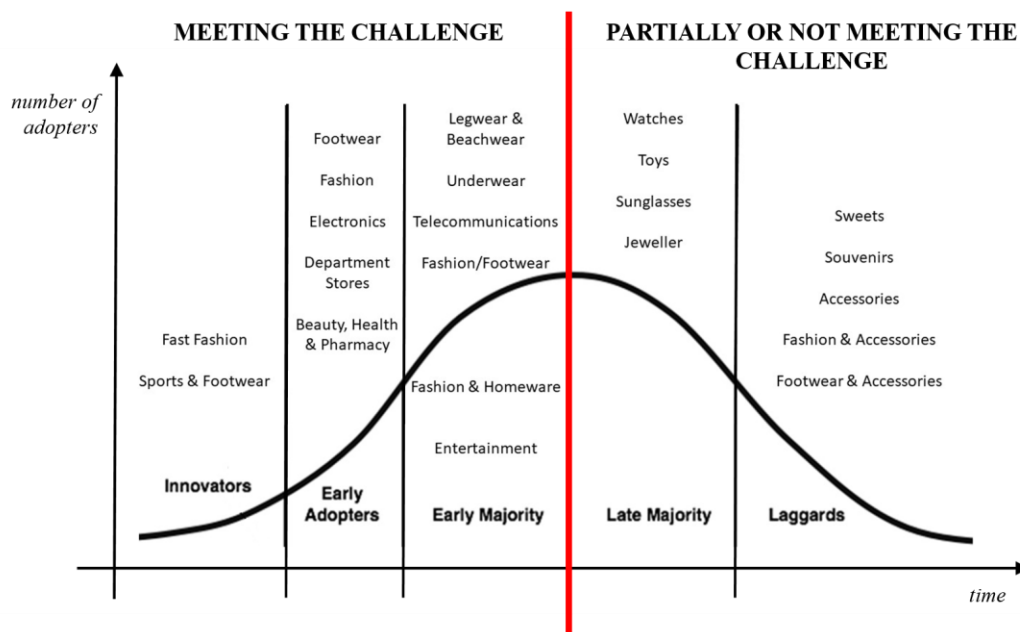 MEETING THE CHALLENGE
PARTIALLY OR NOT MEETING THE
CHALLENGE
number of
adopters
Fast Fashion
Sports & Footwear
Innovators
Footwear
Fashion
Electronics
Department
Stores
Beauty, Health
& Pharmacy
Early
Adopters
Legwear &
Beachwear
Underwear
Telecommunications
Fashion/Footwear
Fashion & Homeware
Entertainment
Early Majority
Watches
Toys
Sunglasses
Jeweller
Late Majority
Sweets
Souvenirs
Accessories
Fashion & Accessories
Footwear & Accessories
Laggards
time